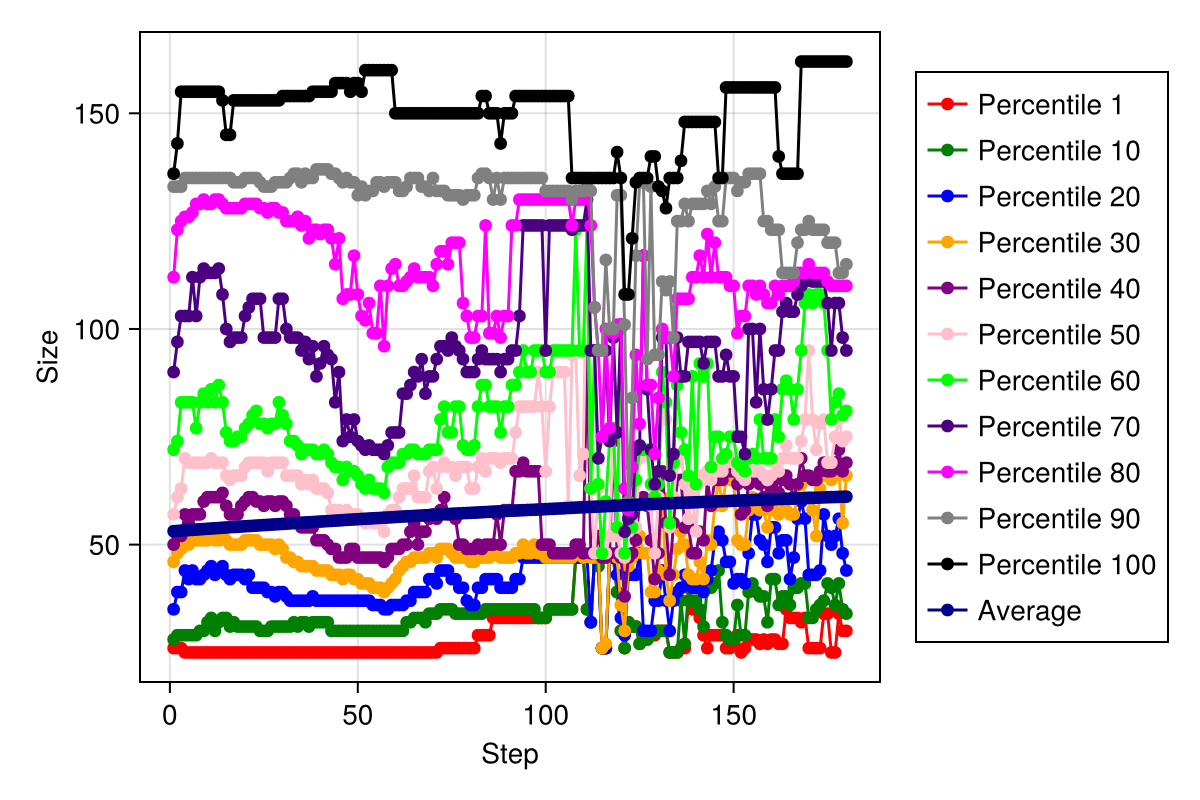 150
100
50
Size
0
50
100
150
Step
Percentile 1
Percentile 10
Percentile 20
Percentile 30
Percentile 40
Percentile 50
Percentile 60
Percentile 70
Percentile 80
Percentile 90
Percentile 100
Average